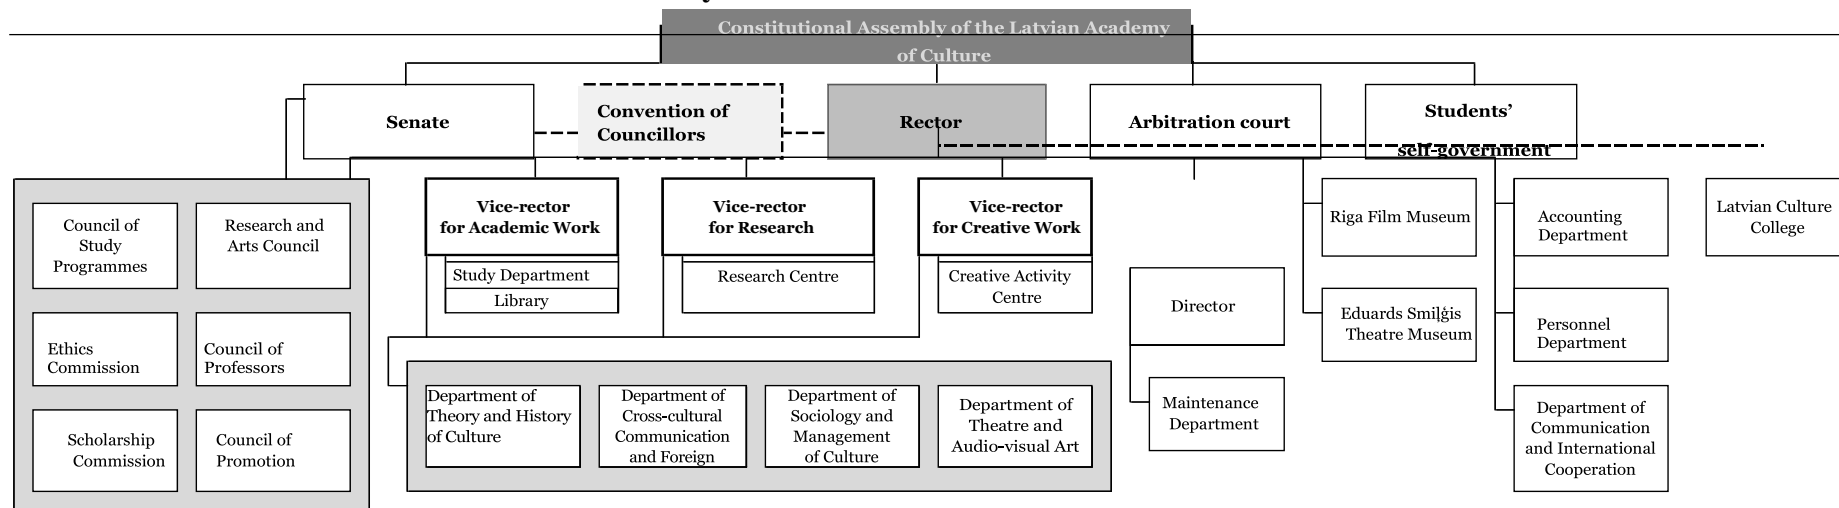 Constitutional Assembly of the Latvian Academy
of Culture
Senate
Convention of
Councillors
Rector
Arbitration court
Students’
self-government
Council of
Study
Programmes
Research and
Arts Council
Ethics
Commission
Council of
Professors
Scholarship
Commission
Council of
Promotion
Vice-rector
for Academic Work
Study Department
Library
Vice-rector
for Research
Research Centre
Vice-rector
for Creative Work
Creative Activity
Centre
Department of
Theory and History
of Culture
Department of
Cross-cultural
Communication
and Foreign
Department of
Sociology and
Management
of Culture
Department of
Theatre and
Audio-visual Art
Director
Maintenance
Department
Riga Film Museum
Eduards Smiļģis
Theatre Museum
Accounting
Department
Personnel
Department
Department of
Communication
and International
Cooperation
Latvian Culture
College